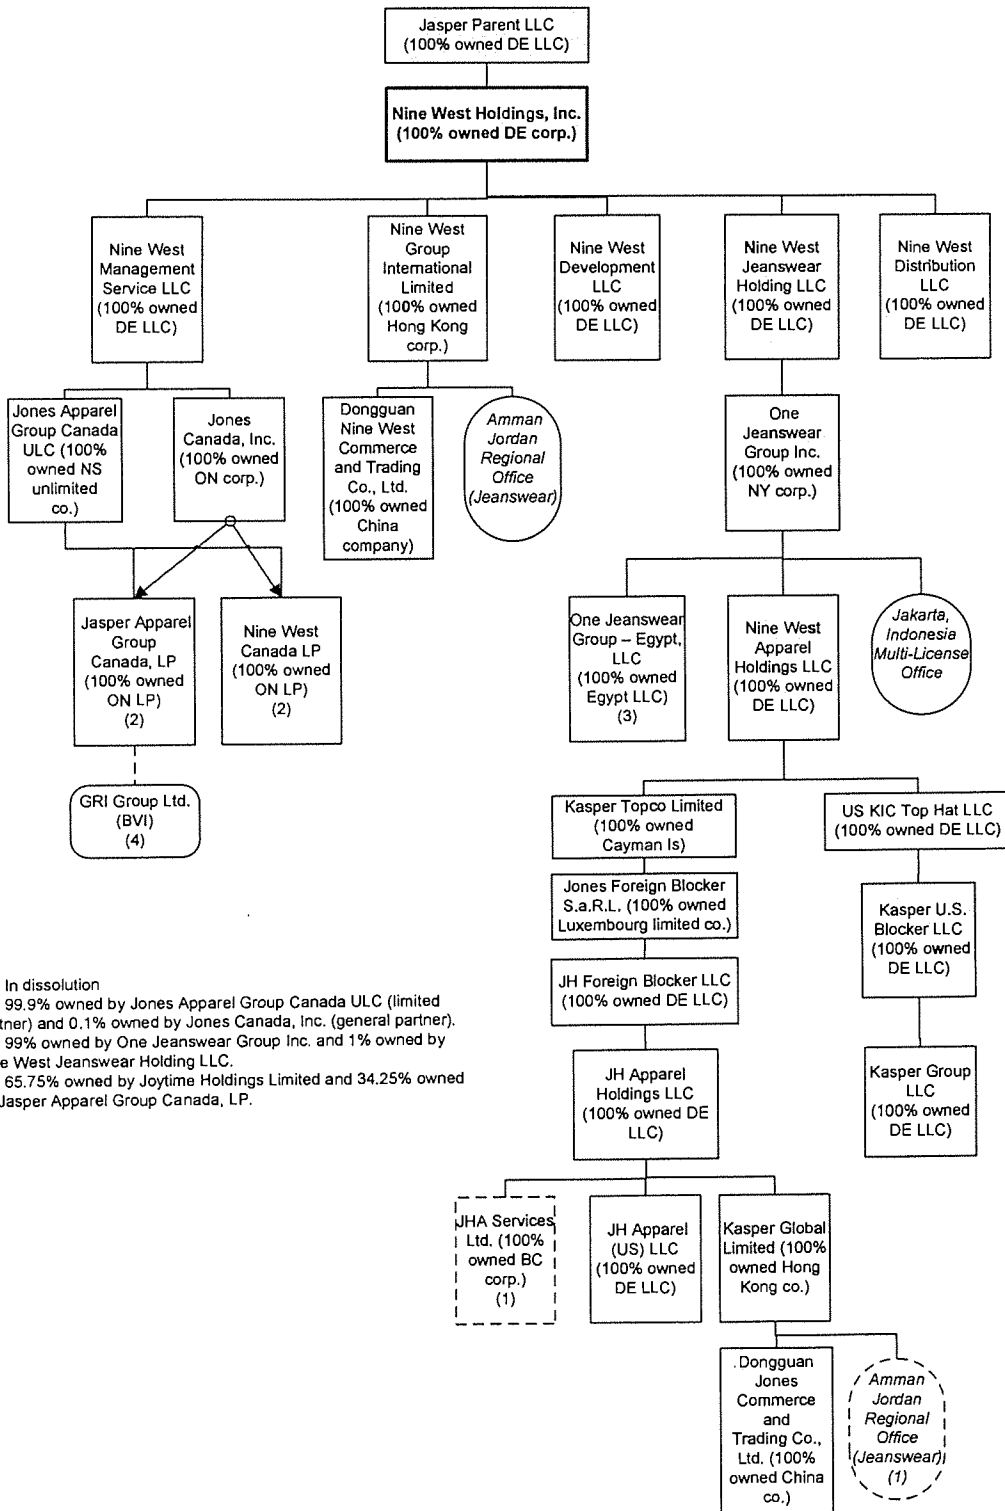 Jasper Parent LLC
(100% owned DE LLC)
Nine West Holdings, Inc.
(100% owned DE corp.)
Nine West
Management
Service LLC
(100% owned
DE LLC)
Nine West
Group
International
Limited
(100% owned
Hong Kong
corp.)
Nine West
Development
LLC
(100% owned
DE LLC)
Nine West
Jeanswear
Holding LLC
(100% owned
DE LLC)
Nine West
Distribution
LLC
(100% owned
DE LLC)
Jones Apparel
Group Canada
ULC (100%
owned NS
unlimited
co.)
Jones
Canada, Inc.
(100% owned
ON corp.)
Dongguan
Nine West
Commerce
and Trading
Co., Ltd.
(100% owned
China
company)
Amman
Jordan
Regional
Office
(Jeanswear)
One
Jeanswear
Group Inc.
(100% owned
NY corp.)
Jasper Apparel
Group
Canada, LP
(100% owned
ON LP)
(2)
Nine West
Canada LP
(100% owned
ON LP)
(2)
One Jeanswear
Group – Egypt,
LLC
(100% owned
Egypt LLC)
(3)
Nine West
Apparel
Holdings LLC
(100% owned
DE LLC)
Jakarta,
Indonesia
Multi-License
Office
GRI Group Ltd.
(BVI)
(4)
Kasper Topco Limited
(100% owned
Cayman Is)
US KIC Top Hat LLC
(100% owned DE LLC)
Jones Foreign Blocker
S.a.R.L. (100% owned
Luxembourg limited co.)
Kasper U.S.
Blocker LLC
(100% owned
DE LLC)
JH Foreign Blocker LLC
(100% owned DE LLC)
In dissolution
99.9% owned by Jones Apparel Group Canada ULC (limited
tner) and 0.1% owned by Jones Canada, Inc. (general partner).
99% owned by One Jeanswear Group Inc. and 1% owned by
e West Jeanswear Holding LLC.
65.75% owned by Joytime Holdings Limited and 34.25% owned
Jasper Apparel Group Canada, LP.
JH Apparel
Holdings LLC
(100% owned DE
LLC)
Kasper Group
LLC
(100% owned
DE LLC)
JHA Services
Ltd. (100%
owned BC
corp.)
(1)
JH Apparel
(US) LLC
(100% owned
DE LLC)
Kasper Global
Limited (100%
owned Hong
Kong co.)
Dongguan
Jones
Commerce
and
Trading Co.,
Ltd. (100%
owned China
co.)
Amman
Jordan
Regional
Office
(Jeanswear)
(1)